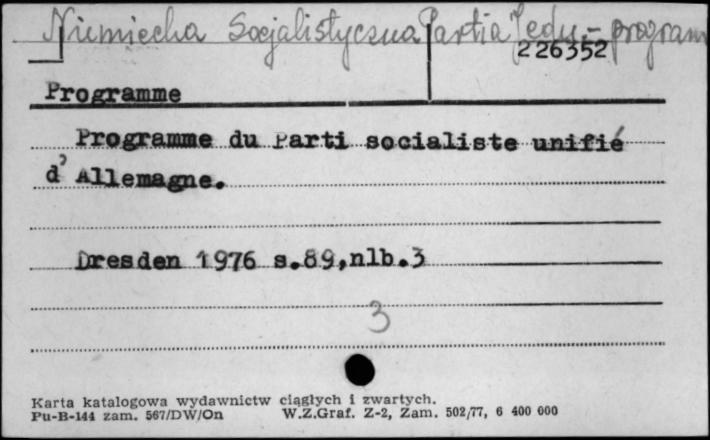 Niemiecka Socjalistyczna Partia Jedn.- program
226352
Programme
Programme du Parti socialiste unifié
d'Allemagne.
Dresden 1976 s.89,nlb.3
3
Karta katalogowa wydawnictw ciągłych i zwartych.
Pu-B-144 zam. 567/DW/On W.Z.Graf. Z-2, Zam. 502/77, 6 400 000